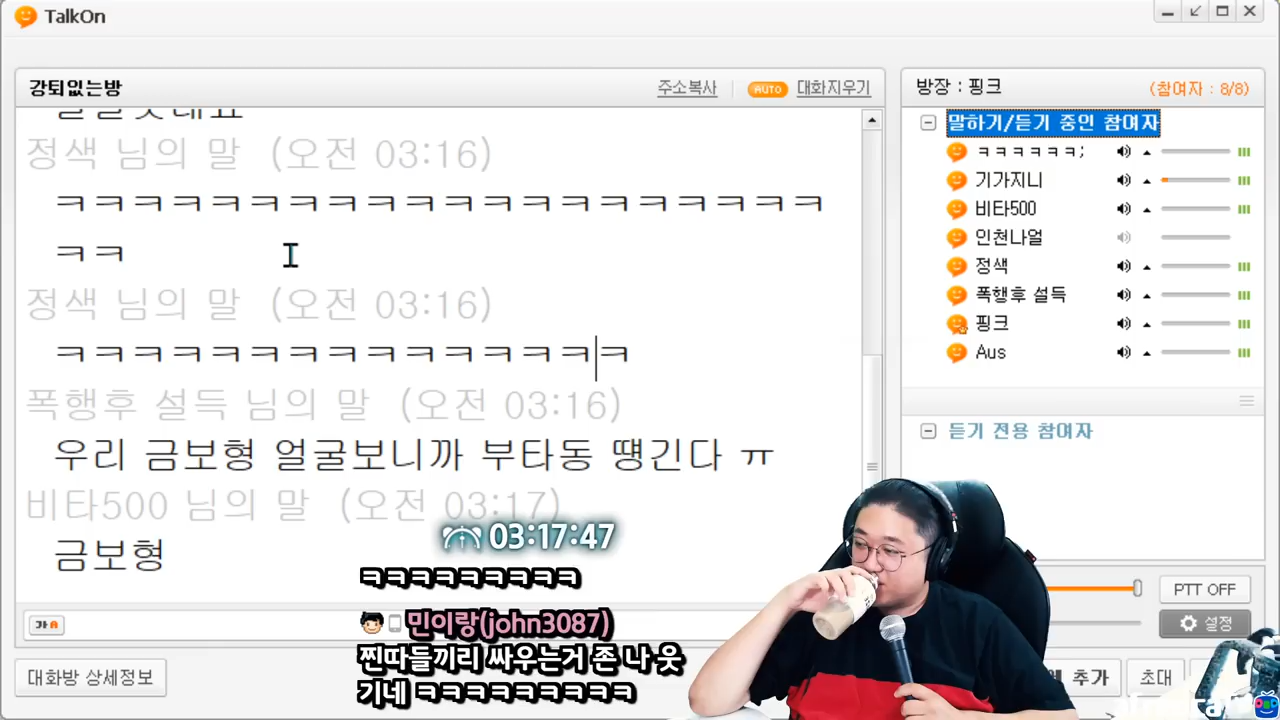 TalkOn
강퇴있는방
주소복사
AUTO
대화지우기
정색 님의 말 (오전 03:16)
ㅋㅋㅋㅋㅋㅋㅋㅋㅋㅋㅋㅋㅋㅋㅋㅋㅋㅋㅋㅋ
ㅋㅋ
정색 님의 말 (오전 03:16)
ㅋㅋㅋㅋㅋㅋㅋㅋㅋㅋㅋㅋㅋㅋㅋ
폭행후 설득 님의 말 (오전 03:16)
우리 금보형 얼굴보니까 부타동 떙긴다 ㅠ
비타500 님의 말 (오전 03:17)
금보형
03:17:47
ㅋㅋㅋㅋㅋㅋㅋㅋㅋ
민이랑(john3087)
찐따들끼리 싸우는거 존 나 웃
기네 ㅋㅋㅋㅋㅋㅋㅋㅋㅋ
가A
대화방 상세정보
방장 : 핑크
(참여자 : 8/8)
말하기/듣기 중인 참여자
ㅋㅋㅋㅋㅋㅋ;
기가지니
비타500
인천나얼
정색
폭행후 설득
핑크
Aus
듣기 전용 참여자
PTT OFF
설정
추가
초대